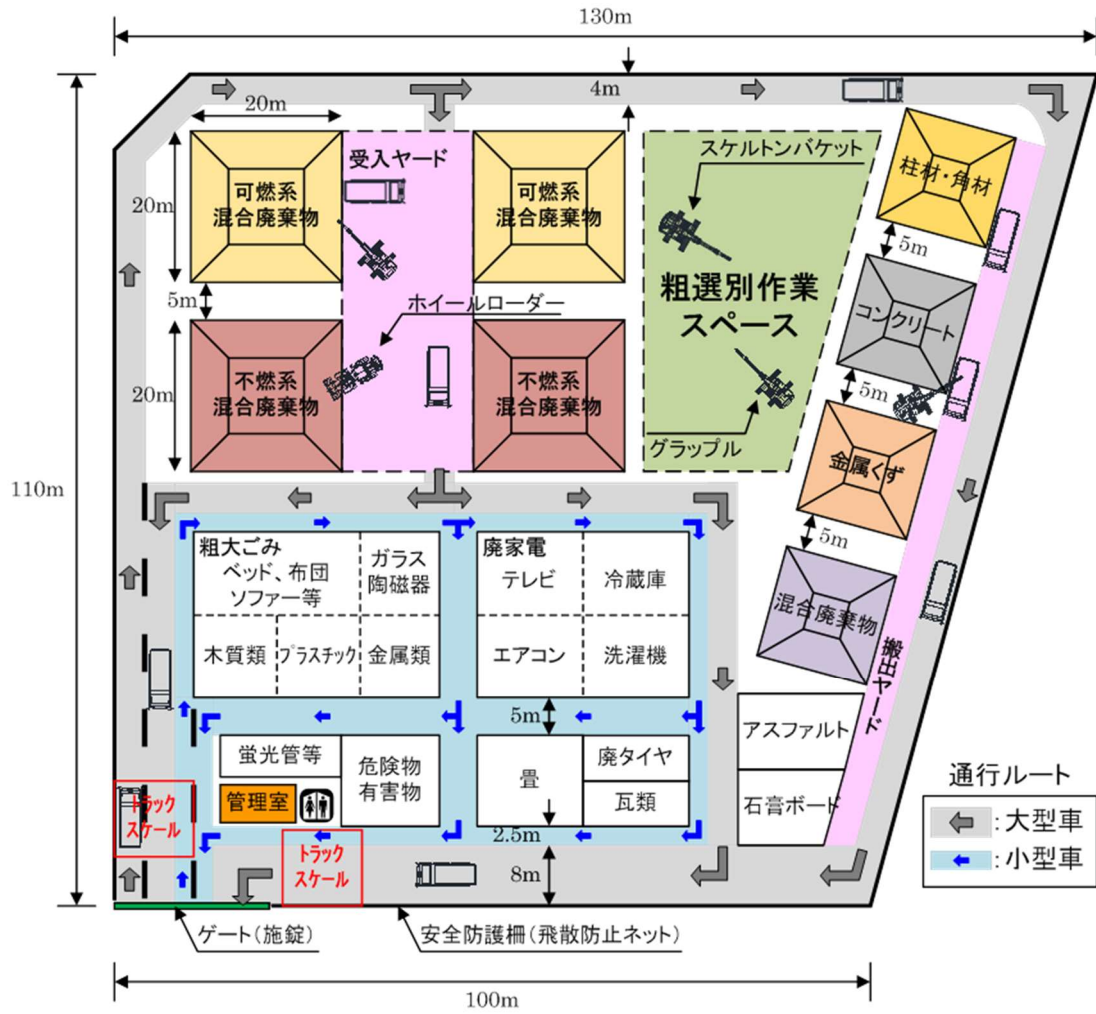 130m
4m
20m
受入ヤード
スケルトンバケット
可燃系
混合廃棄物
可燃系
混合廃棄物
柱材・角材
20m
5m
5m
ホイールローダー
粗選別作業
スペース
コンクリート
不燃系
混合廃棄物
不燃系
混合廃棄物
20m
5m
グラップル
金属くず
110m
5m
粗大ごみ
ベッド、布団
ソファー等
ガラス
陶磁器
廃家電
テレビ
冷蔵庫
混合廃棄物
木質類
プラスチック
金属類
エアコン
洗濯機
搬出ヤード
5m
アスファルト
蛍光管等
危険物
有害物
畳
廃タイヤ
瓦類
管理室
石膏ボード
トラック
スケール
2.5m
トラック
スケール
8m
通行ルート
:大型車
:小型車
ゲート(施錠)
安全防護柵(飛散防止ネット)
100m